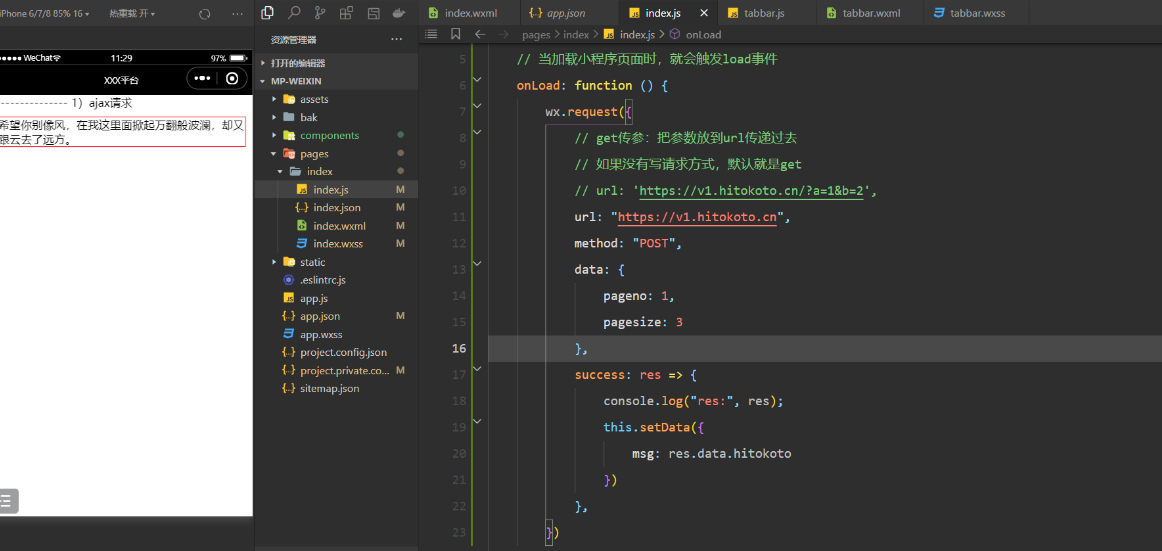 iPhone 6/7/8 85% 16
热重载 开
WeChat
11:29
97%
XXX平台
-------------- 1）ajax请求
希望你别像风，在我这里面掀起万翻般波澜，却又
跟云去了远方。
资源管理器
打开的编辑器
MP-WEIXIN
assets
bak
components
pages
index
index.js M
index.json M
index.wxml M
index.wxss M
static
.eslintrc.js
app.js
app.json M
app.wxss
project.config.json
project.private.co... M
sitemap.json
index.wxml
app.json
index.js
tabbar.js
tabbar.wxml
tabbar.wxss
pages > index > index.js > onLoad
5 // 当加载小程序页面时，就会触发load事件
6 onLoad: function () {
7 wx.request({
8 // get传参：把参数放到url传递过去
9 // 如果没有写请求方式，默认就是get
10 // url: 'https://v1.hitokoto.cn/?a=1&b=2',
11 url: "https://v1.hitokoto.cn",
12 method: "POST",
13 data: {
14 pageno: 1,
15 pagesize: 3
16 },
17 success: res => {
18 console.log("res:", res);
19 this.setData({
20 msg: res.data.hitokoto
21 })
22 },
23 })